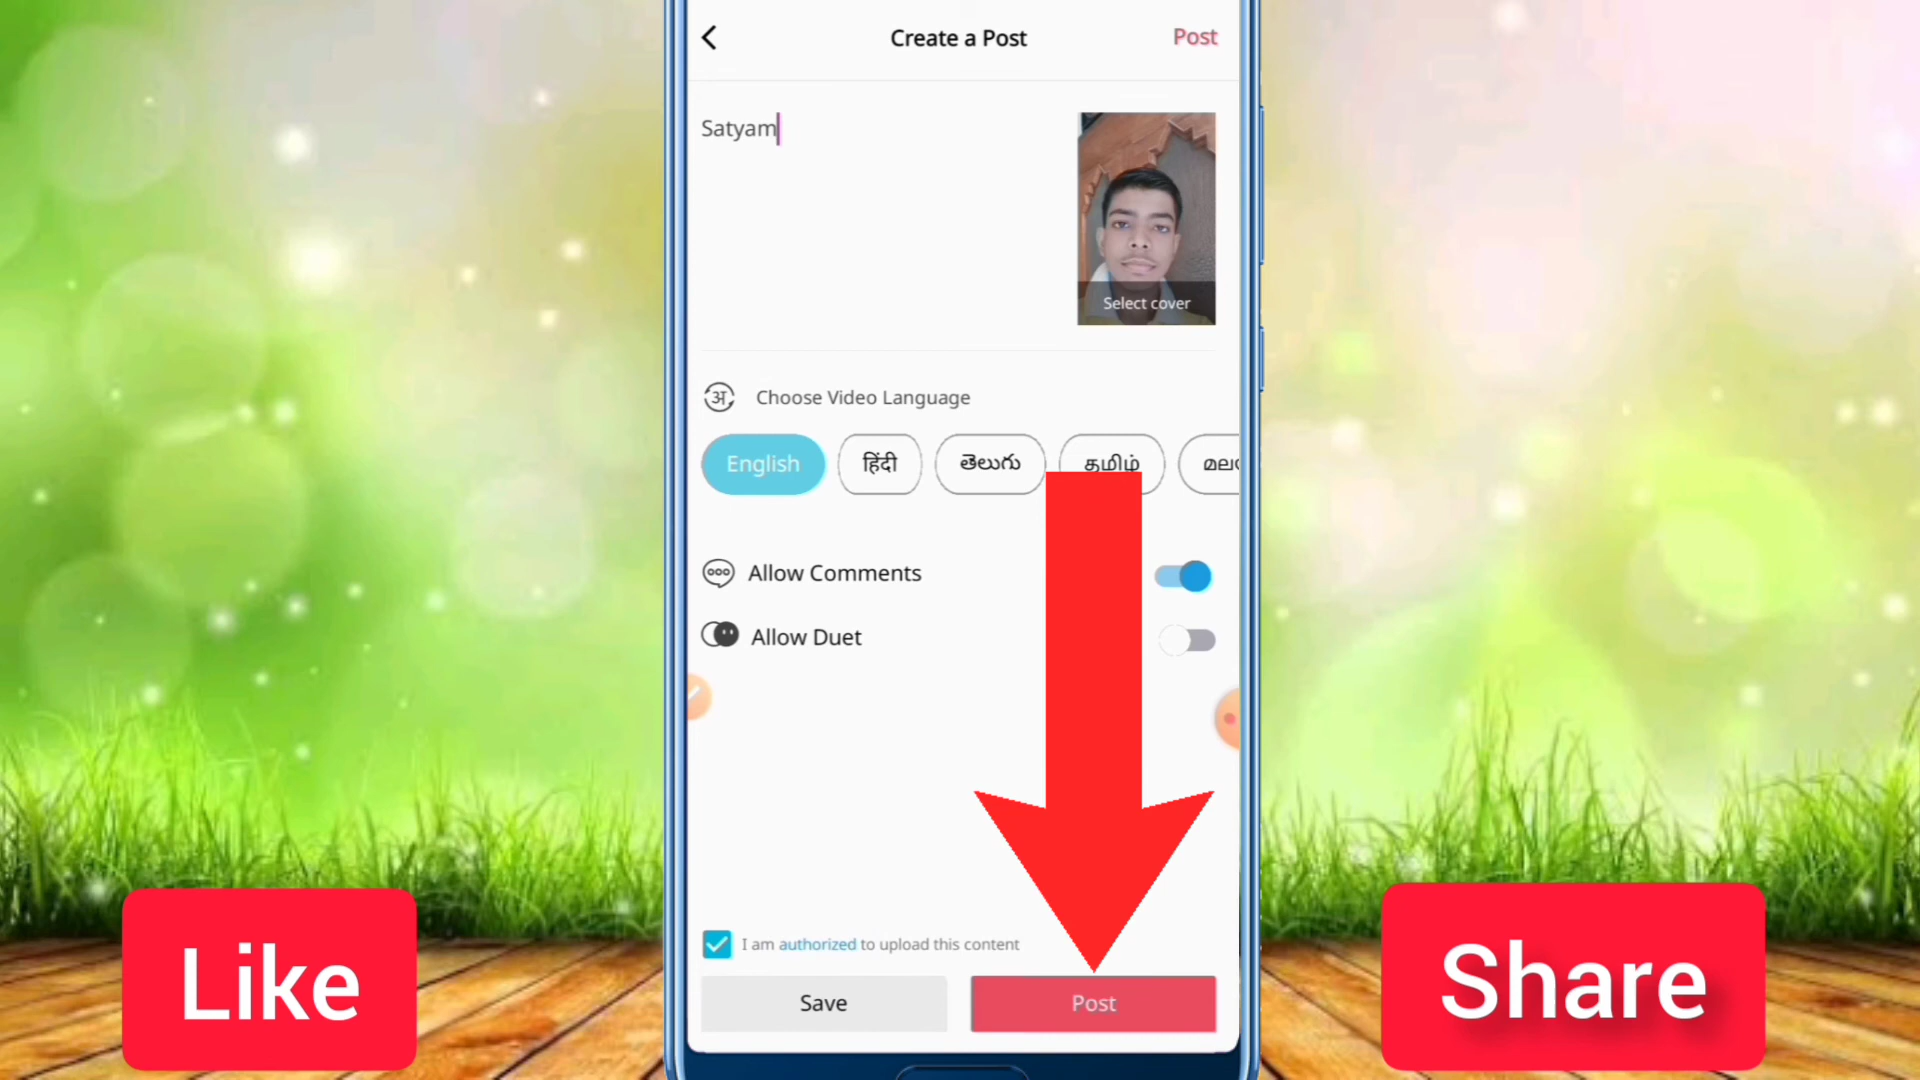 Create a Post
Post
Satyam
Select cover
Choose Video Language
English
हिंदी
తెలుగు
தமிழ்
Allow Comments
Allow Duet
I am authorized to upload this content
Save
Post
Like
Share